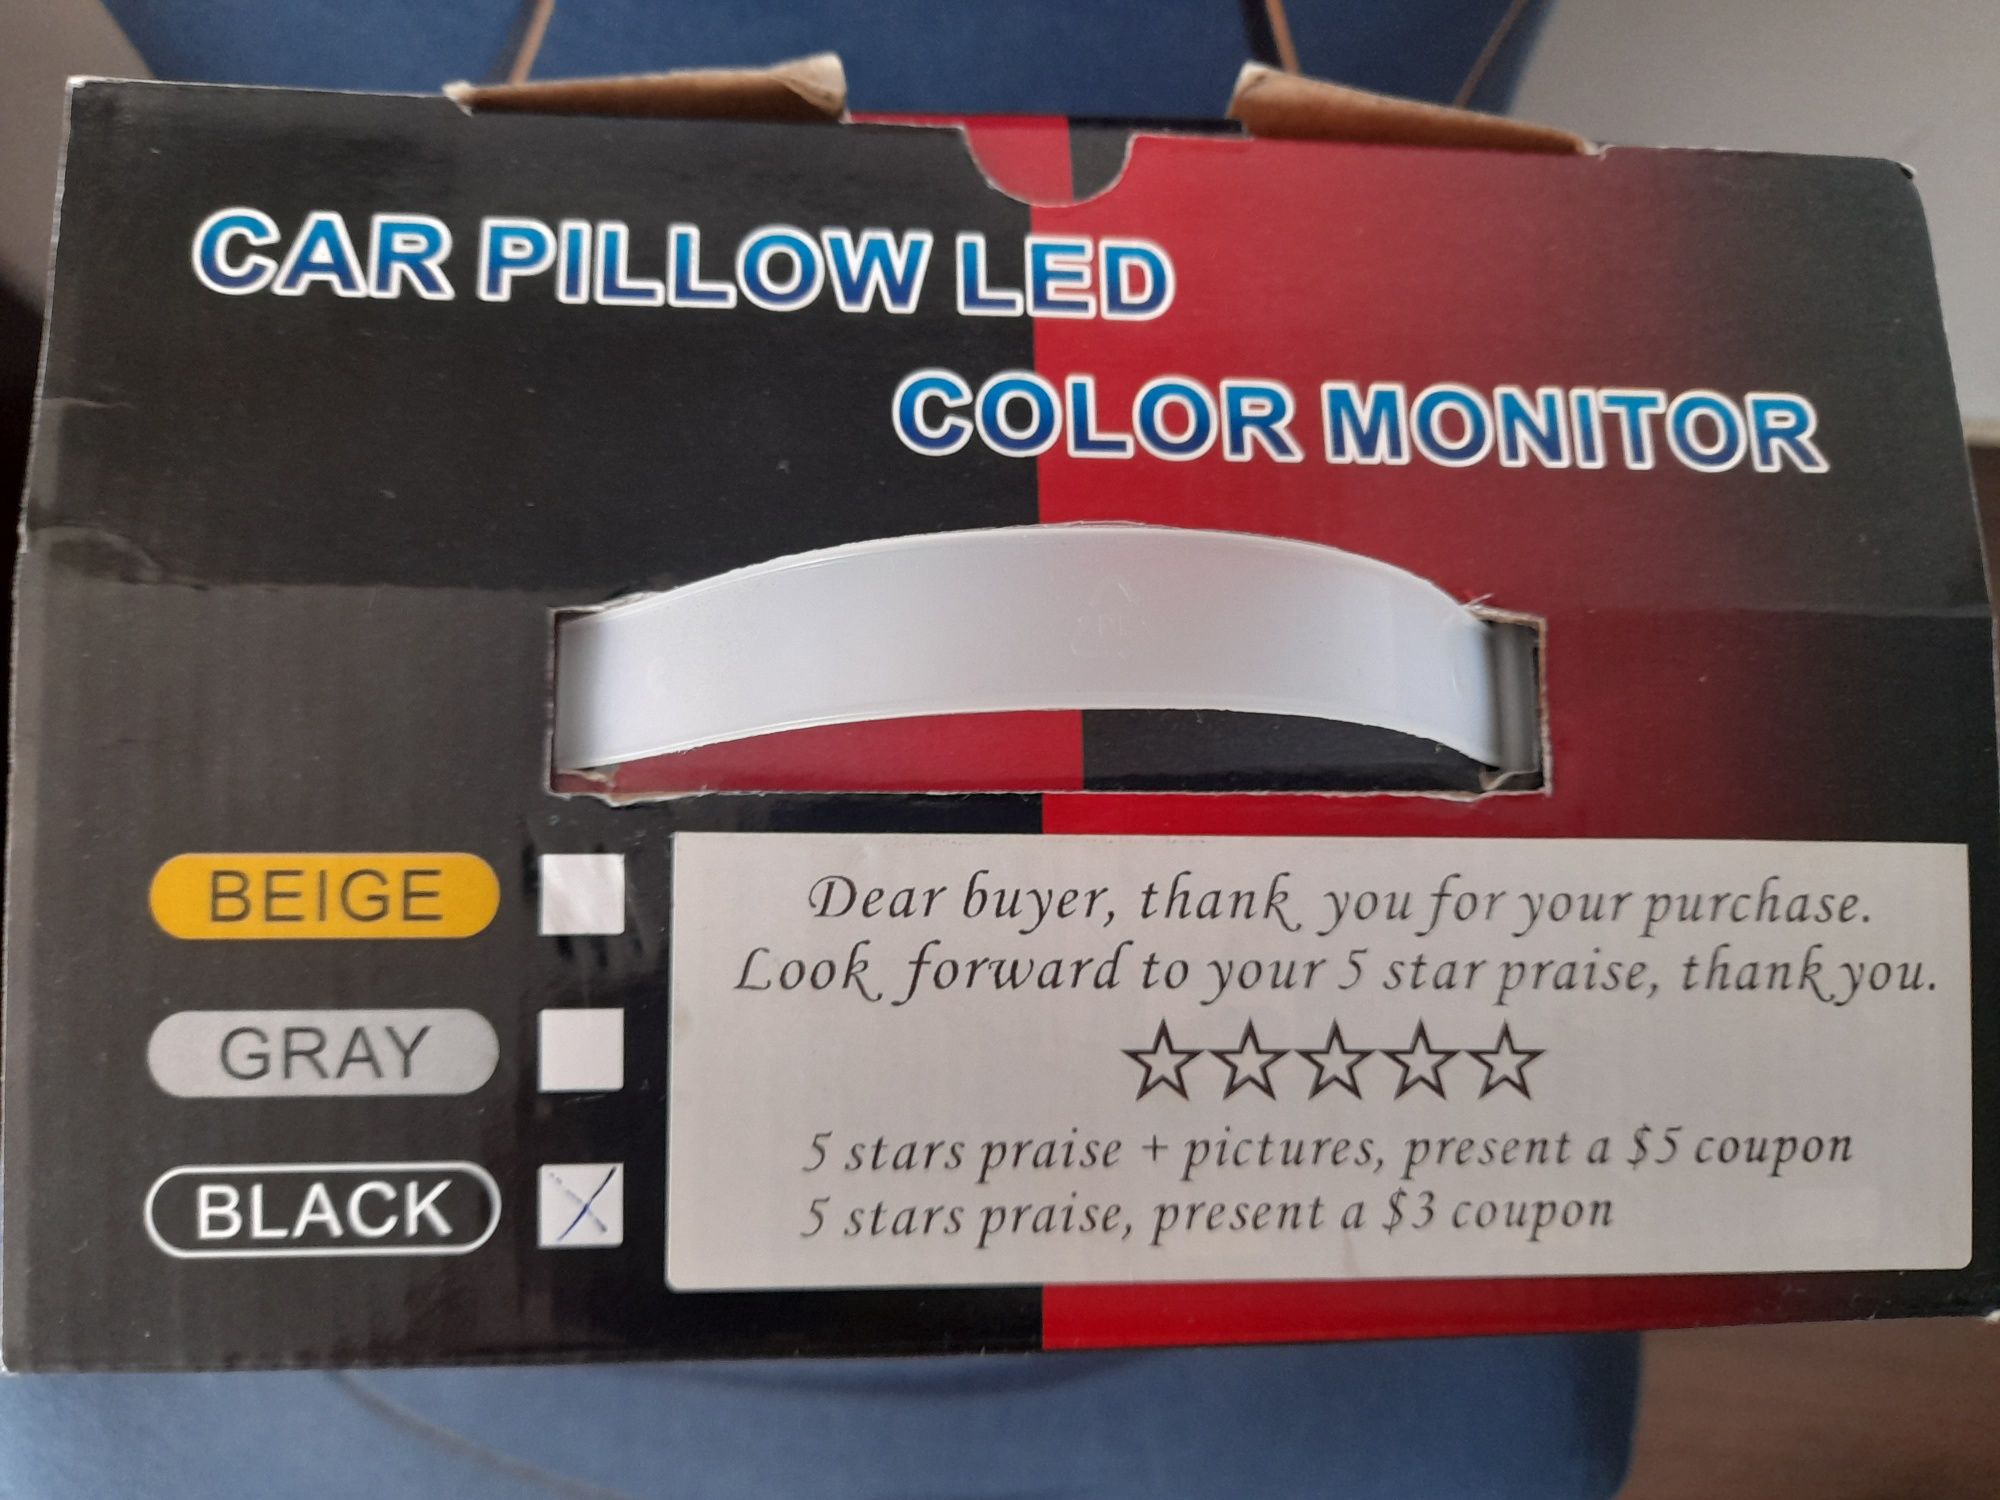 CAR PILLOW LED
COLOR MONITOR
BEIGE
GRAY
BLACK
Dear buyer, thank you for your purchase.
Look forward to your 5 star praise, thank you.
5 stars praise + pictures, present a $5 coupon
5 stars praise, present a $3 coupon